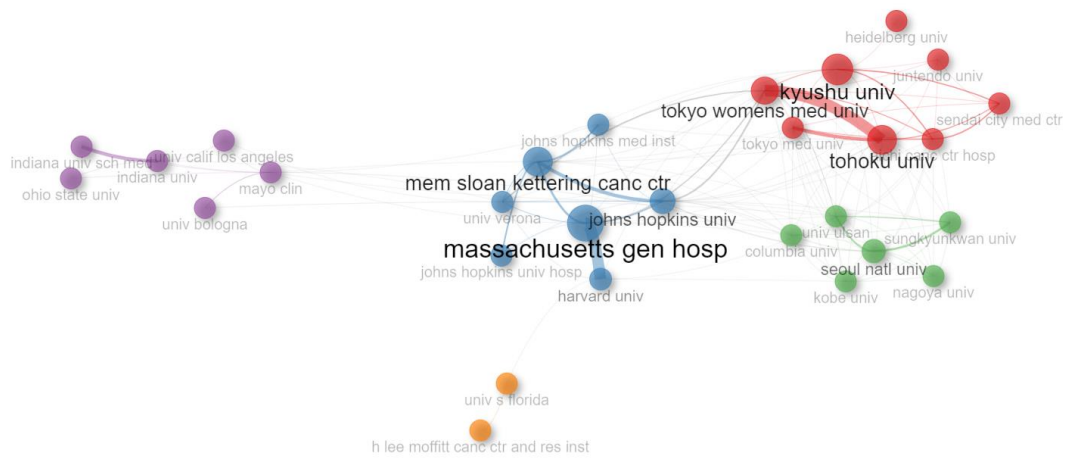 heidelberg univ
juntendo univ
kyushu univ
tokyo womens med univ
sendai city med ctr
tokyo med univ
canc ctr hosp
tohoku univ
johns hopkins med inst
indiana univ sch med
univ calif los angeles
indiana univ
ohio state univ
mayo clin
mem sloan kettering canc ctr
univ bologna
univ verona
johns hopkins univ
massachusetts gen hosp
johns hopkins univ hosp
harvard univ
univ ulsan
sungkyunkwan univ
columbia univ
seoul natl univ
kobe univ
nagoya univ
univ s florida
h lee moffitt canc ctr and res inst